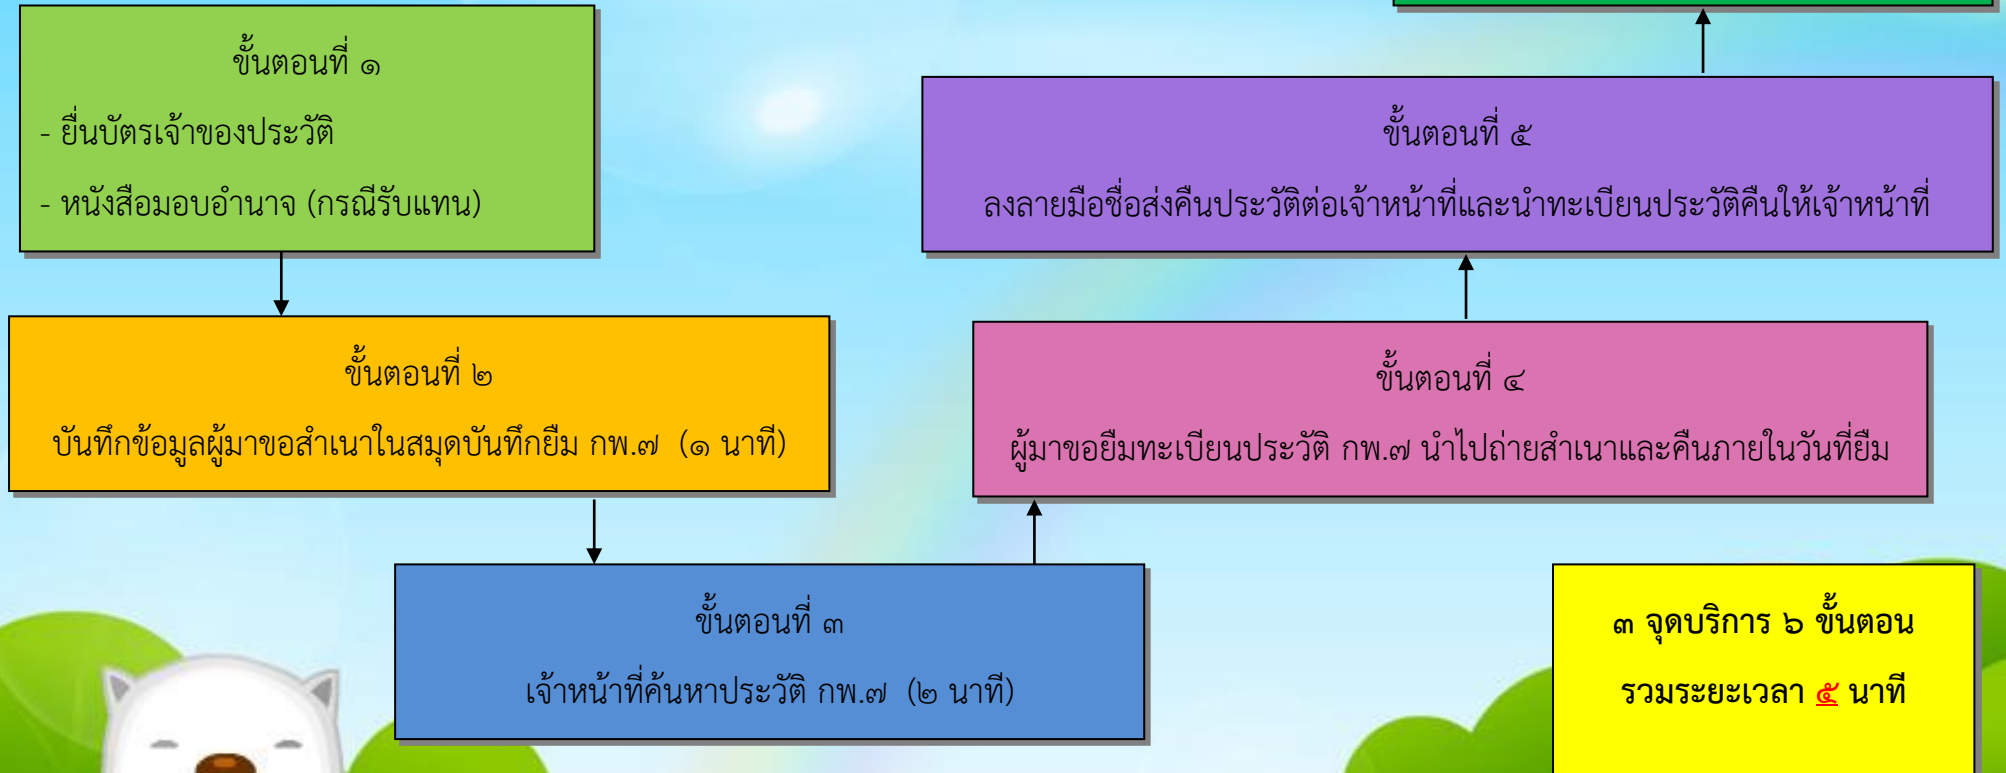 ขั้นตอนที่ ๑
- ยื่นบัตรเจ้าของประวัติ
- หนังสือมอบอำนาจ (กรณีรับแทน)
ขั้นตอนที่ ๒
บันทึกข้อมูลผู้มาขอสำเนาในสมุดบันทึกยืม กพ.๗ (๑ นาที)
ขั้นตอนที่ ๓
เจ้าหน้าที่ค้นหาประวัติ กพ.๗ (๒ นาที)
ขั้นตอนที่ ๔
ผู้มาขอยืมทะเบียนประวัติ กพ.๗ นำไปถ่ายสำเนาและคืนภายในวันที่ยืม
ขั้นตอนที่ ๕
ลงลายมือชื่อส่งคืนประวัติต่อเจ้าหน้าที่และนำทะเบียนประวัติคืนให้เจ้าหน้าที่
๓ จุดบริการ ๖ ขั้นตอน
รวมระยะเวลา ๕ นาที